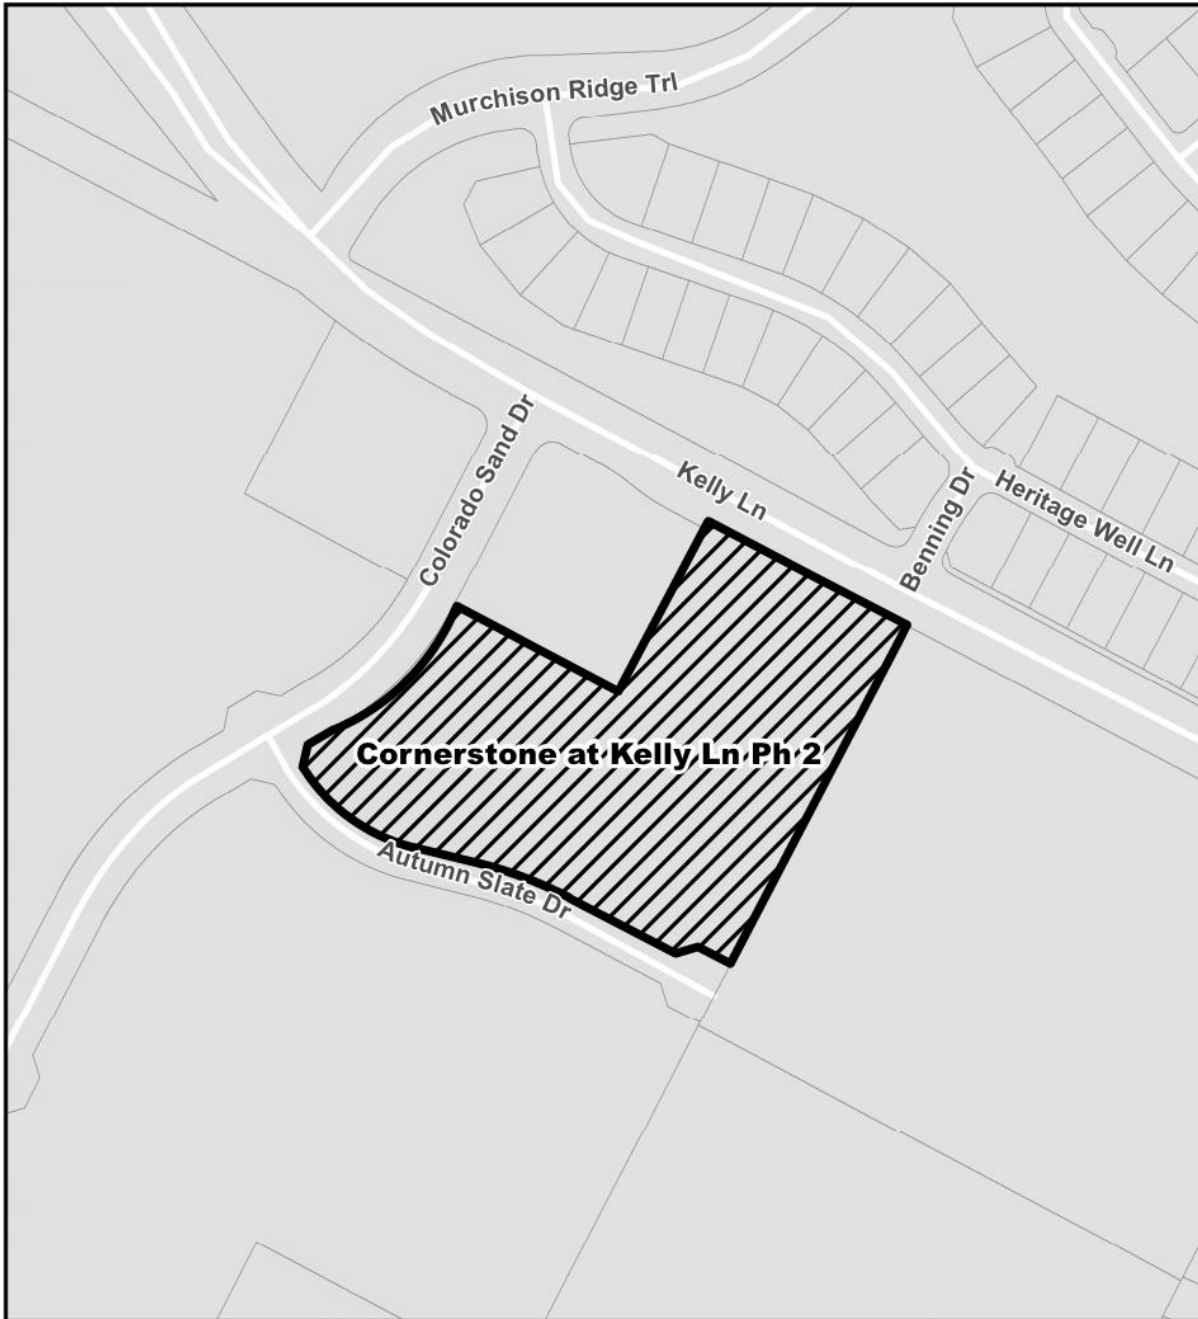 Murchison Ridge Trl
Colorado Sand Dr
Kelly Ln
Benning Dr
Heritage Well Ln
Cornerstone at Kelly Ln Ph 2
Autumn Slate Dr